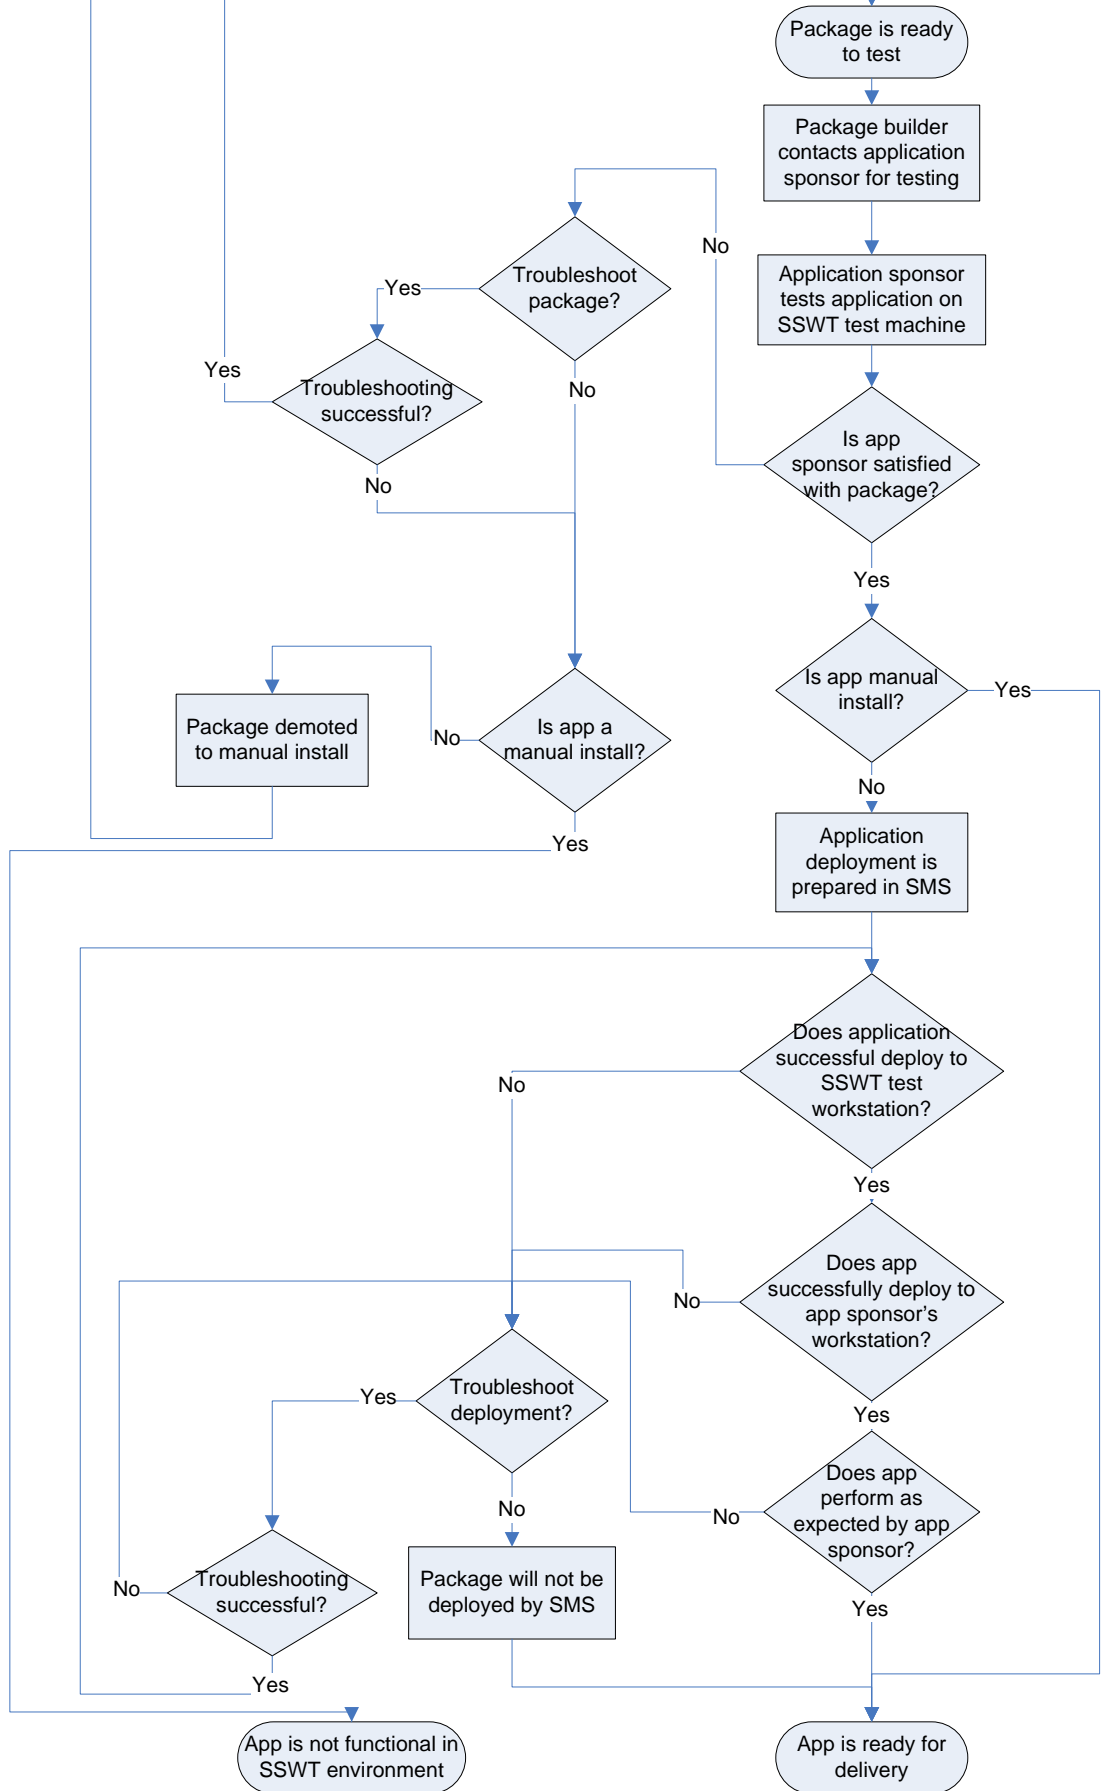 Package is ready
to test
Package builder
contacts application
sponsor for testing
No
Application sponsor
tests application on
SSWT test machine
Troubleshoot
package?
Yes
Yes
Troubleshooting
successful?
No
No
Is app
sponsor satisfied
with package?
Yes
Is app manual
install?
Yes
No
Package demoted
to manual install
No
Is app a
manual install?
Yes
Application
deployment is
prepared in SMS
Does application
successful deploy to
SSWT test
workstation?
No
Yes
Does app
successfully deploy to
app sponsor's
workstation?
No
Yes
Troubleshoot
deployment?
Yes
No
Does app
perform as
expected by app
sponsor?
No
Yes
Troubleshooting
successful?
No
Yes
Package will not be
deployed by SMS
App is not functional in
SSWT environment
App is ready for
delivery